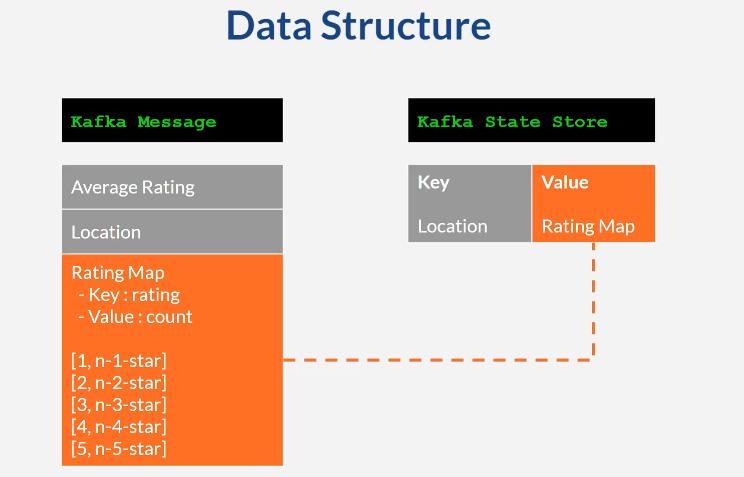 Data Structure
Kafka Message
Average Rating
Location
Rating Map
- Key : rating
- Value : count
[1, n-1-star]
[2, n-2-star]
[3, n-3-star]
[4, n-4-star]
[5, n-5-star]
Kafka State Store
Key
Value
Location
Rating Map